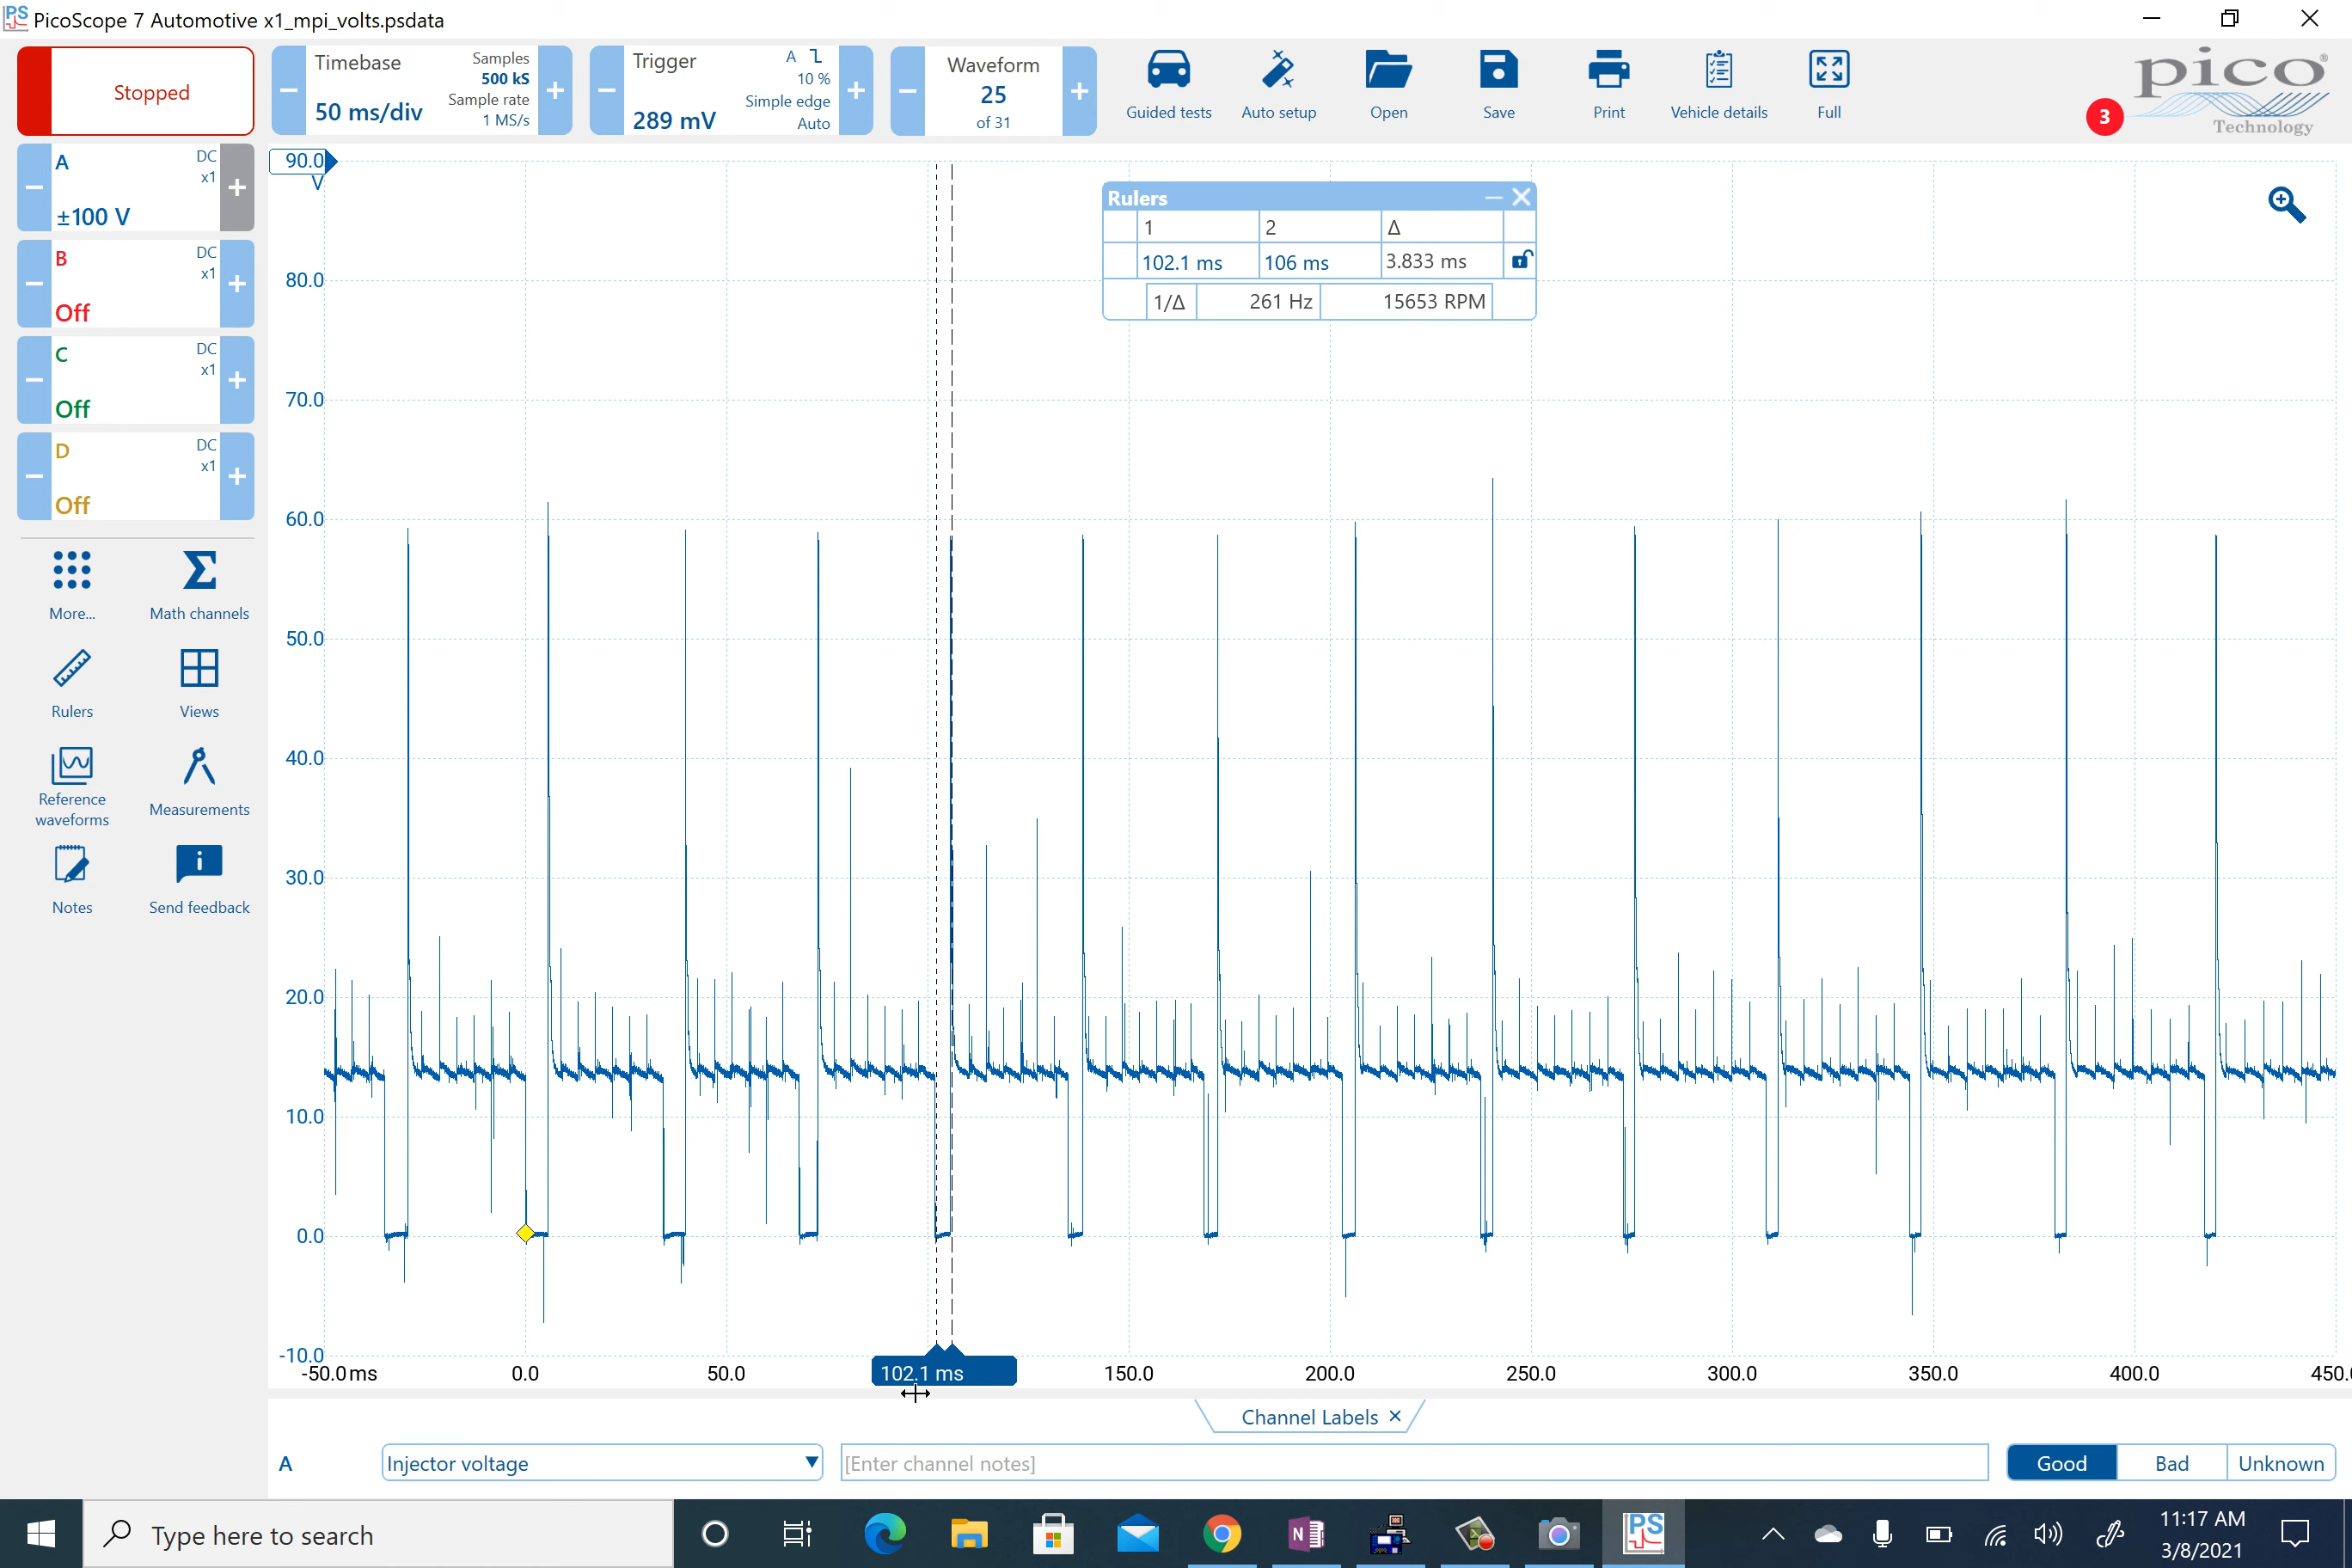 PS PicoScope 7 Automotive x1_mpi_volts.psdata
Stopped
Timebase
50 ms/div
Samples
500 kS
Sample rate
1 MS/s
Trigger
289 mV
A
10 %
Simple edge
Auto
Waveform
25
of 31
Guided tests
Auto setup
Open
Save
Print
Vehicle details
Full
3
pico®
Technology
A
DC
x1
±100 V
B
DC
x1
Off
C
DC
x1
Off
D
DC
x1
Off
More...
Math channels
Rulers
Views
Reference
waveforms
Measurements
Notes
Send feedback
90.0
V
80.0
70.0
60.0
50.0
40.0
30.0
20.0
10.0
0.0
-10.0
Rulers
1 2 Δ
102.1 ms 106 ms 3.833 ms
1/Δ 261 Hz 15653 RPM
-50.0 ms 0.0 50.0 102.1 ms 150.0 200.0 250.0 300.0 350.0 400.0 450.
Channel Labels
A Injector voltage [Enter channel notes] Good Bad Unknown
Type here to search
N
PS
11:17 AM
3/8/2021